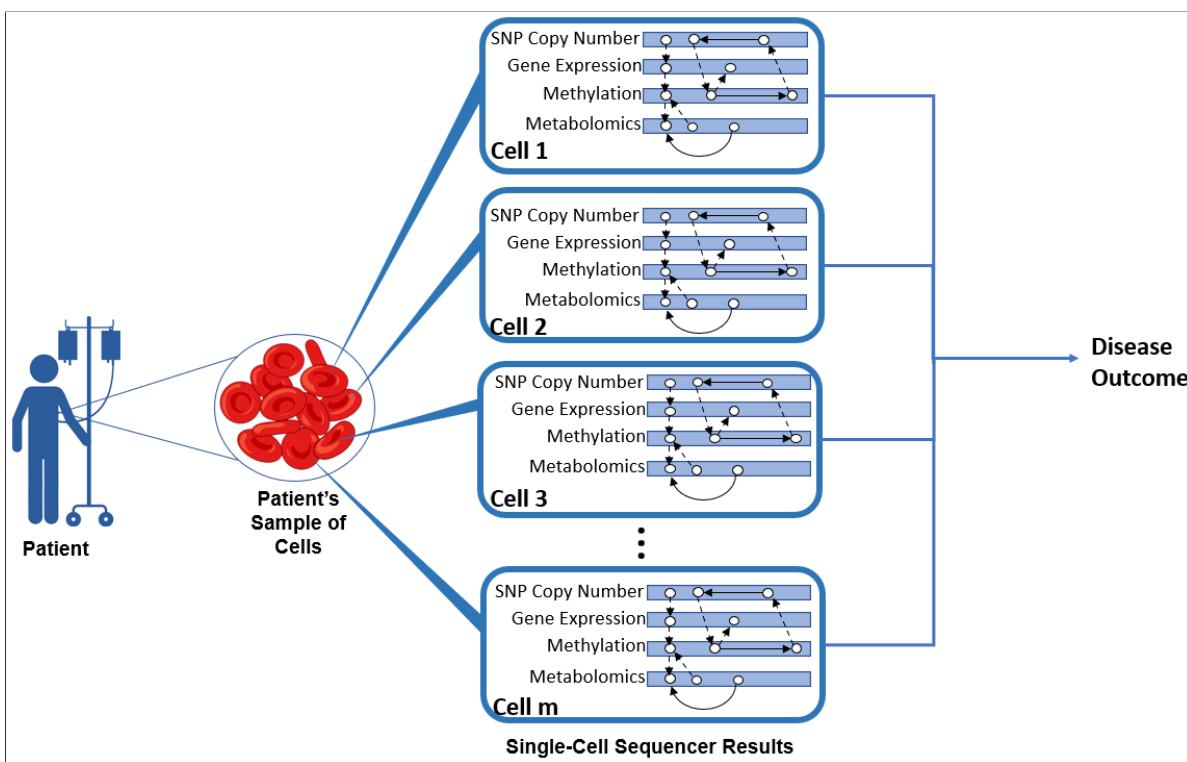 SNP Copy Number
Gene Expression
Methylation
Metabolomics
Cell 1
SNP Copy Number
Gene Expression
Methylation
Metabolomics
Cell 2
SNP Copy Number
Gene Expression
Methylation
Metabolomics
Cell 3
SNP Copy Number
Gene Expression
Methylation
Metabolomics
Cell m
Patient
Patient's
Sample of
Cells
Disease
Outcome
Single-Cell Sequencer Results